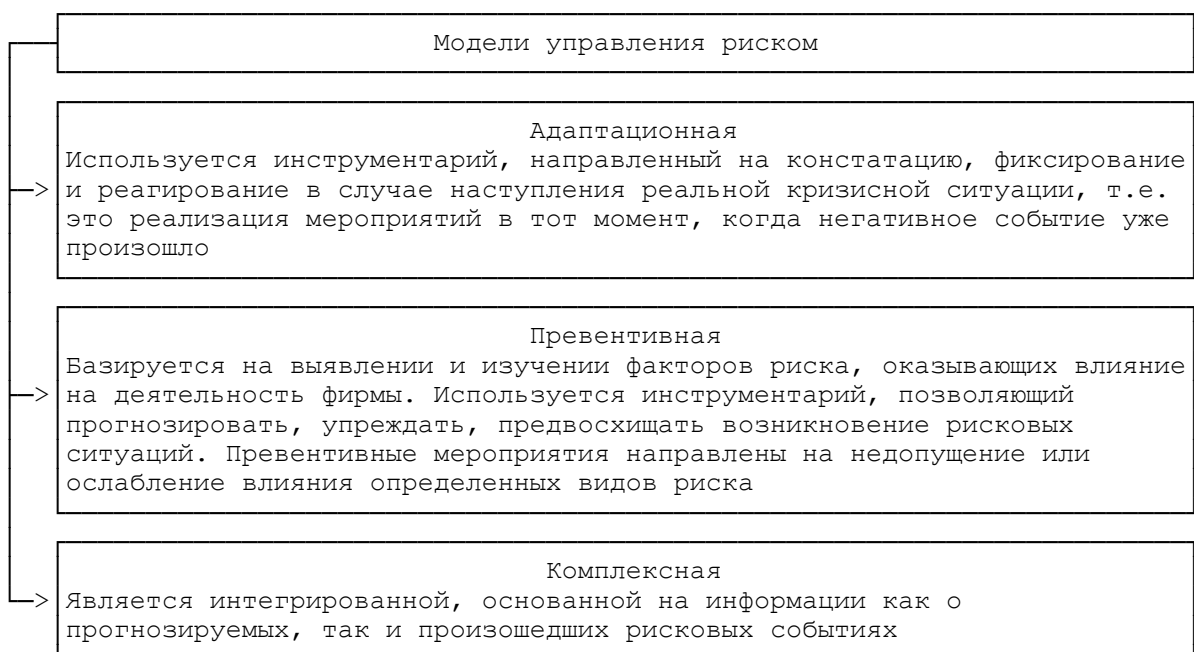 Модели управления риском
Адаптационная
Используется инструментарий, направленный на констатацию, фиксирование
и реагирование в случае наступления реальной кризисной ситуации, т.е.
это реализация мероприятий в тот момент, когда негативное событие уже
произошло
Превентивная
Базируется на выявлении и изучении факторов риска, оказывающих влияние
на деятельность фирмы. Используется инструментарий, позволяющий
прогнозировать, упреждать, предвосхищать возникновение рисковых
ситуаций. Превентивные мероприятия направлены на недопущение или
ослабление влияния определенных видов риска
Комплексная
Является интегрированной, основанной на информации как о
прогнозируемых, так и произошедших рисковых событиях